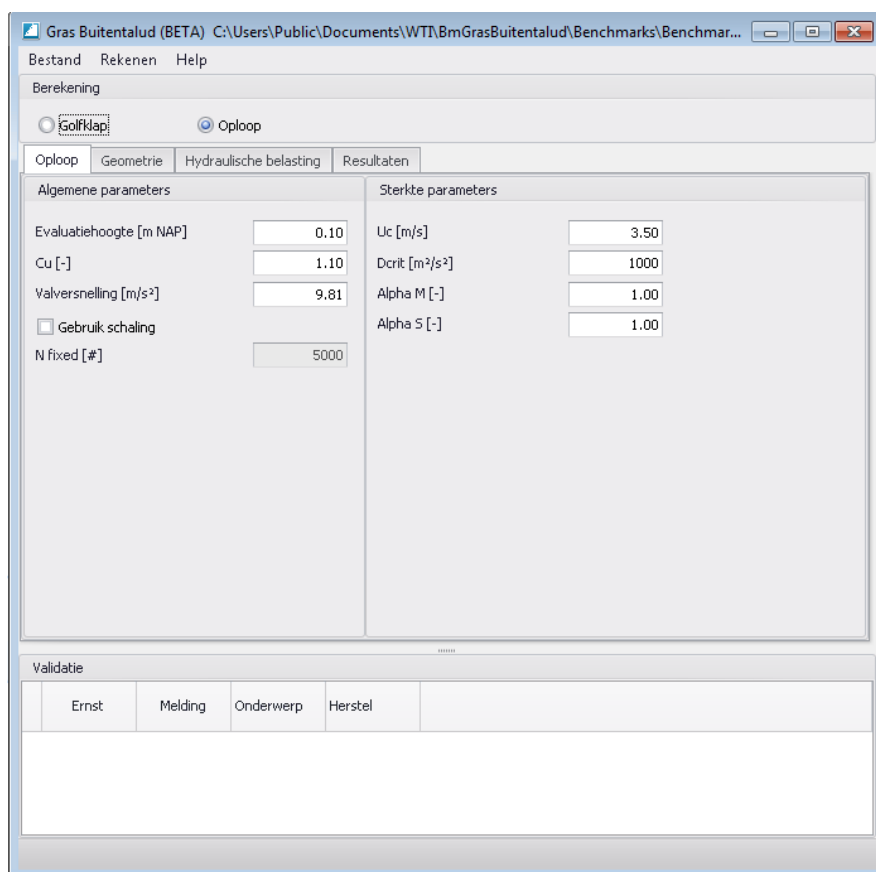 Gras Buitentalud (BETA) C:\Users\Public\Documents\WTI\BmGrasBuitentalud\Benchmarks\Benchmar...
Bestand Rekenen Help
Berekening
Golfklap Oploop
Oploop Geometrie Hydraulische belasting Resultaten
Algemene parameters Sterkte parameters
Evaluatiehoogte [m NAP] 0.10 Uc [m/s] 3.50
Cu [-] 1.10 Dcrit [m²/s²] 1000
Valversnelling [m/s²] 9.81 Alpha M [-] 1.00
Gebruik schaling Alpha S [-] 1.00
N fixed [#] 5000
Validatie
Ernst Melding Onderwerp Herstel